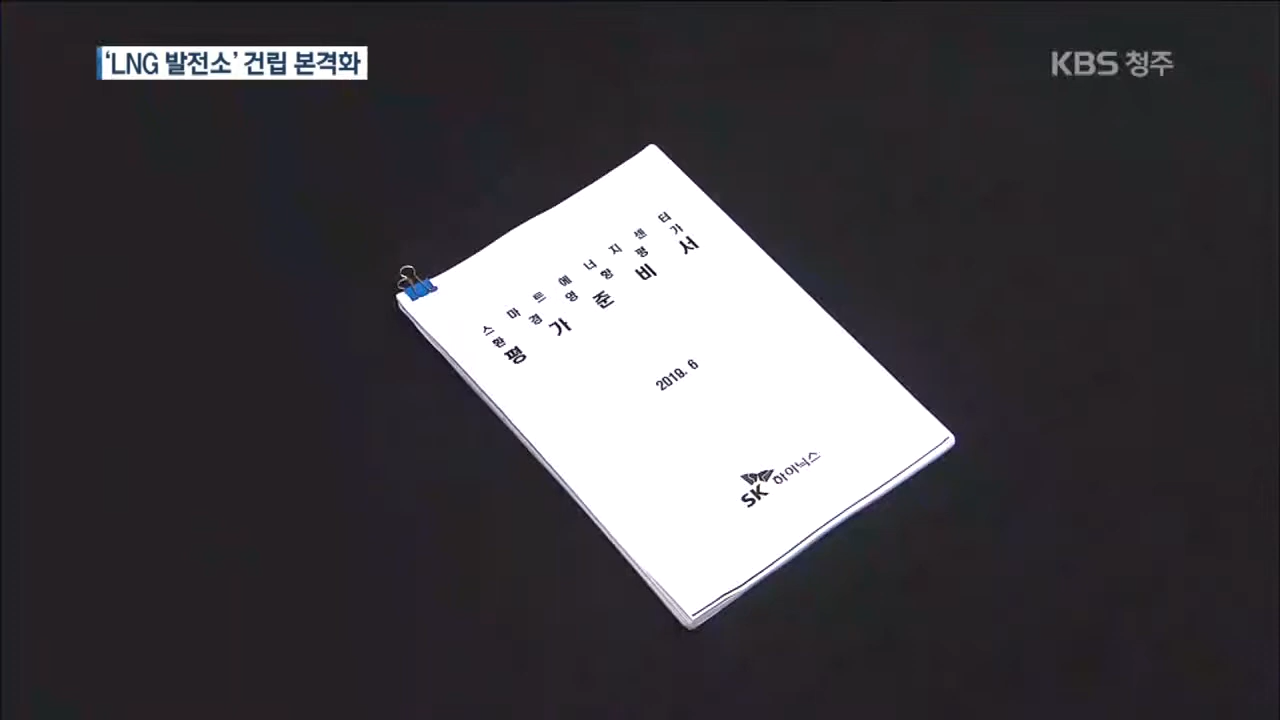 ‘LNG 발전소’ 건립 본격화
KBS 청주
스마트에너지센터
환경영향평가
평가준비서
2019. 6
SK 하이닉스